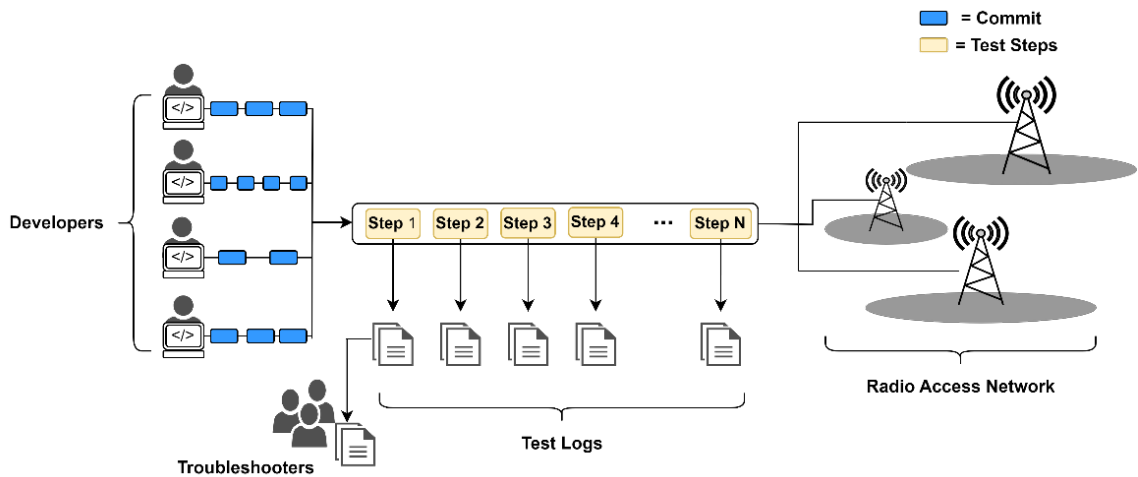 = Commit
= Test Steps
</>
</>
Developers
</>
</>
Step 1 Step 2 Step 3 Step 4 ... Step N
Radio Access Network
Test Logs
Troubleshooters